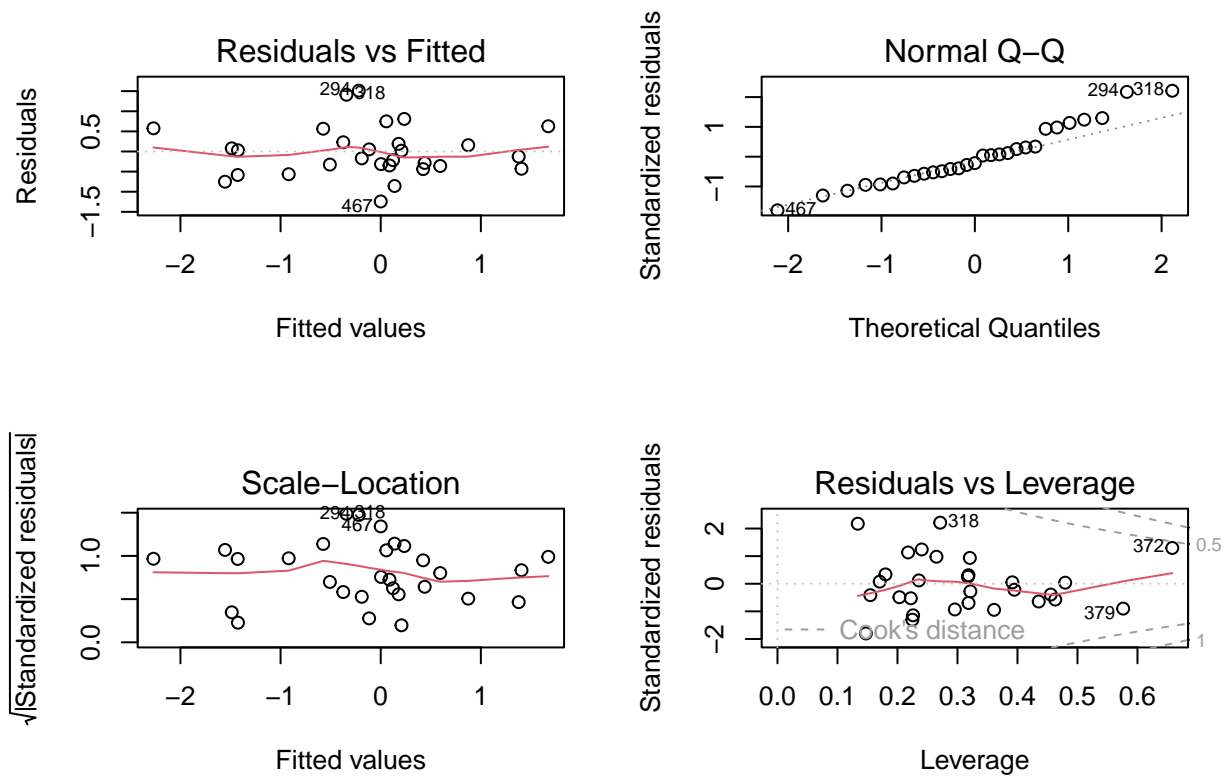 Residuals vs Fitted
Residuals
0.5
−1.5
294
318
467
−2 −1 0 1
Fitted values
Normal Q−Q
Standardized residuals
1
−1
294
318
467
−2 −1 0 1 2
Theoretical Quantiles
Scale−Location
√|Standardized residuals|
1.0
0.0
294
318
467
−2 −1 0 1
Fitted values
Residuals vs Leverage
Standardized residuals
2
0
−2
318
372
379
0.5
1
Cook's distance
0.0 0.1 0.2 0.3 0.4 0.5 0.6
Leverage